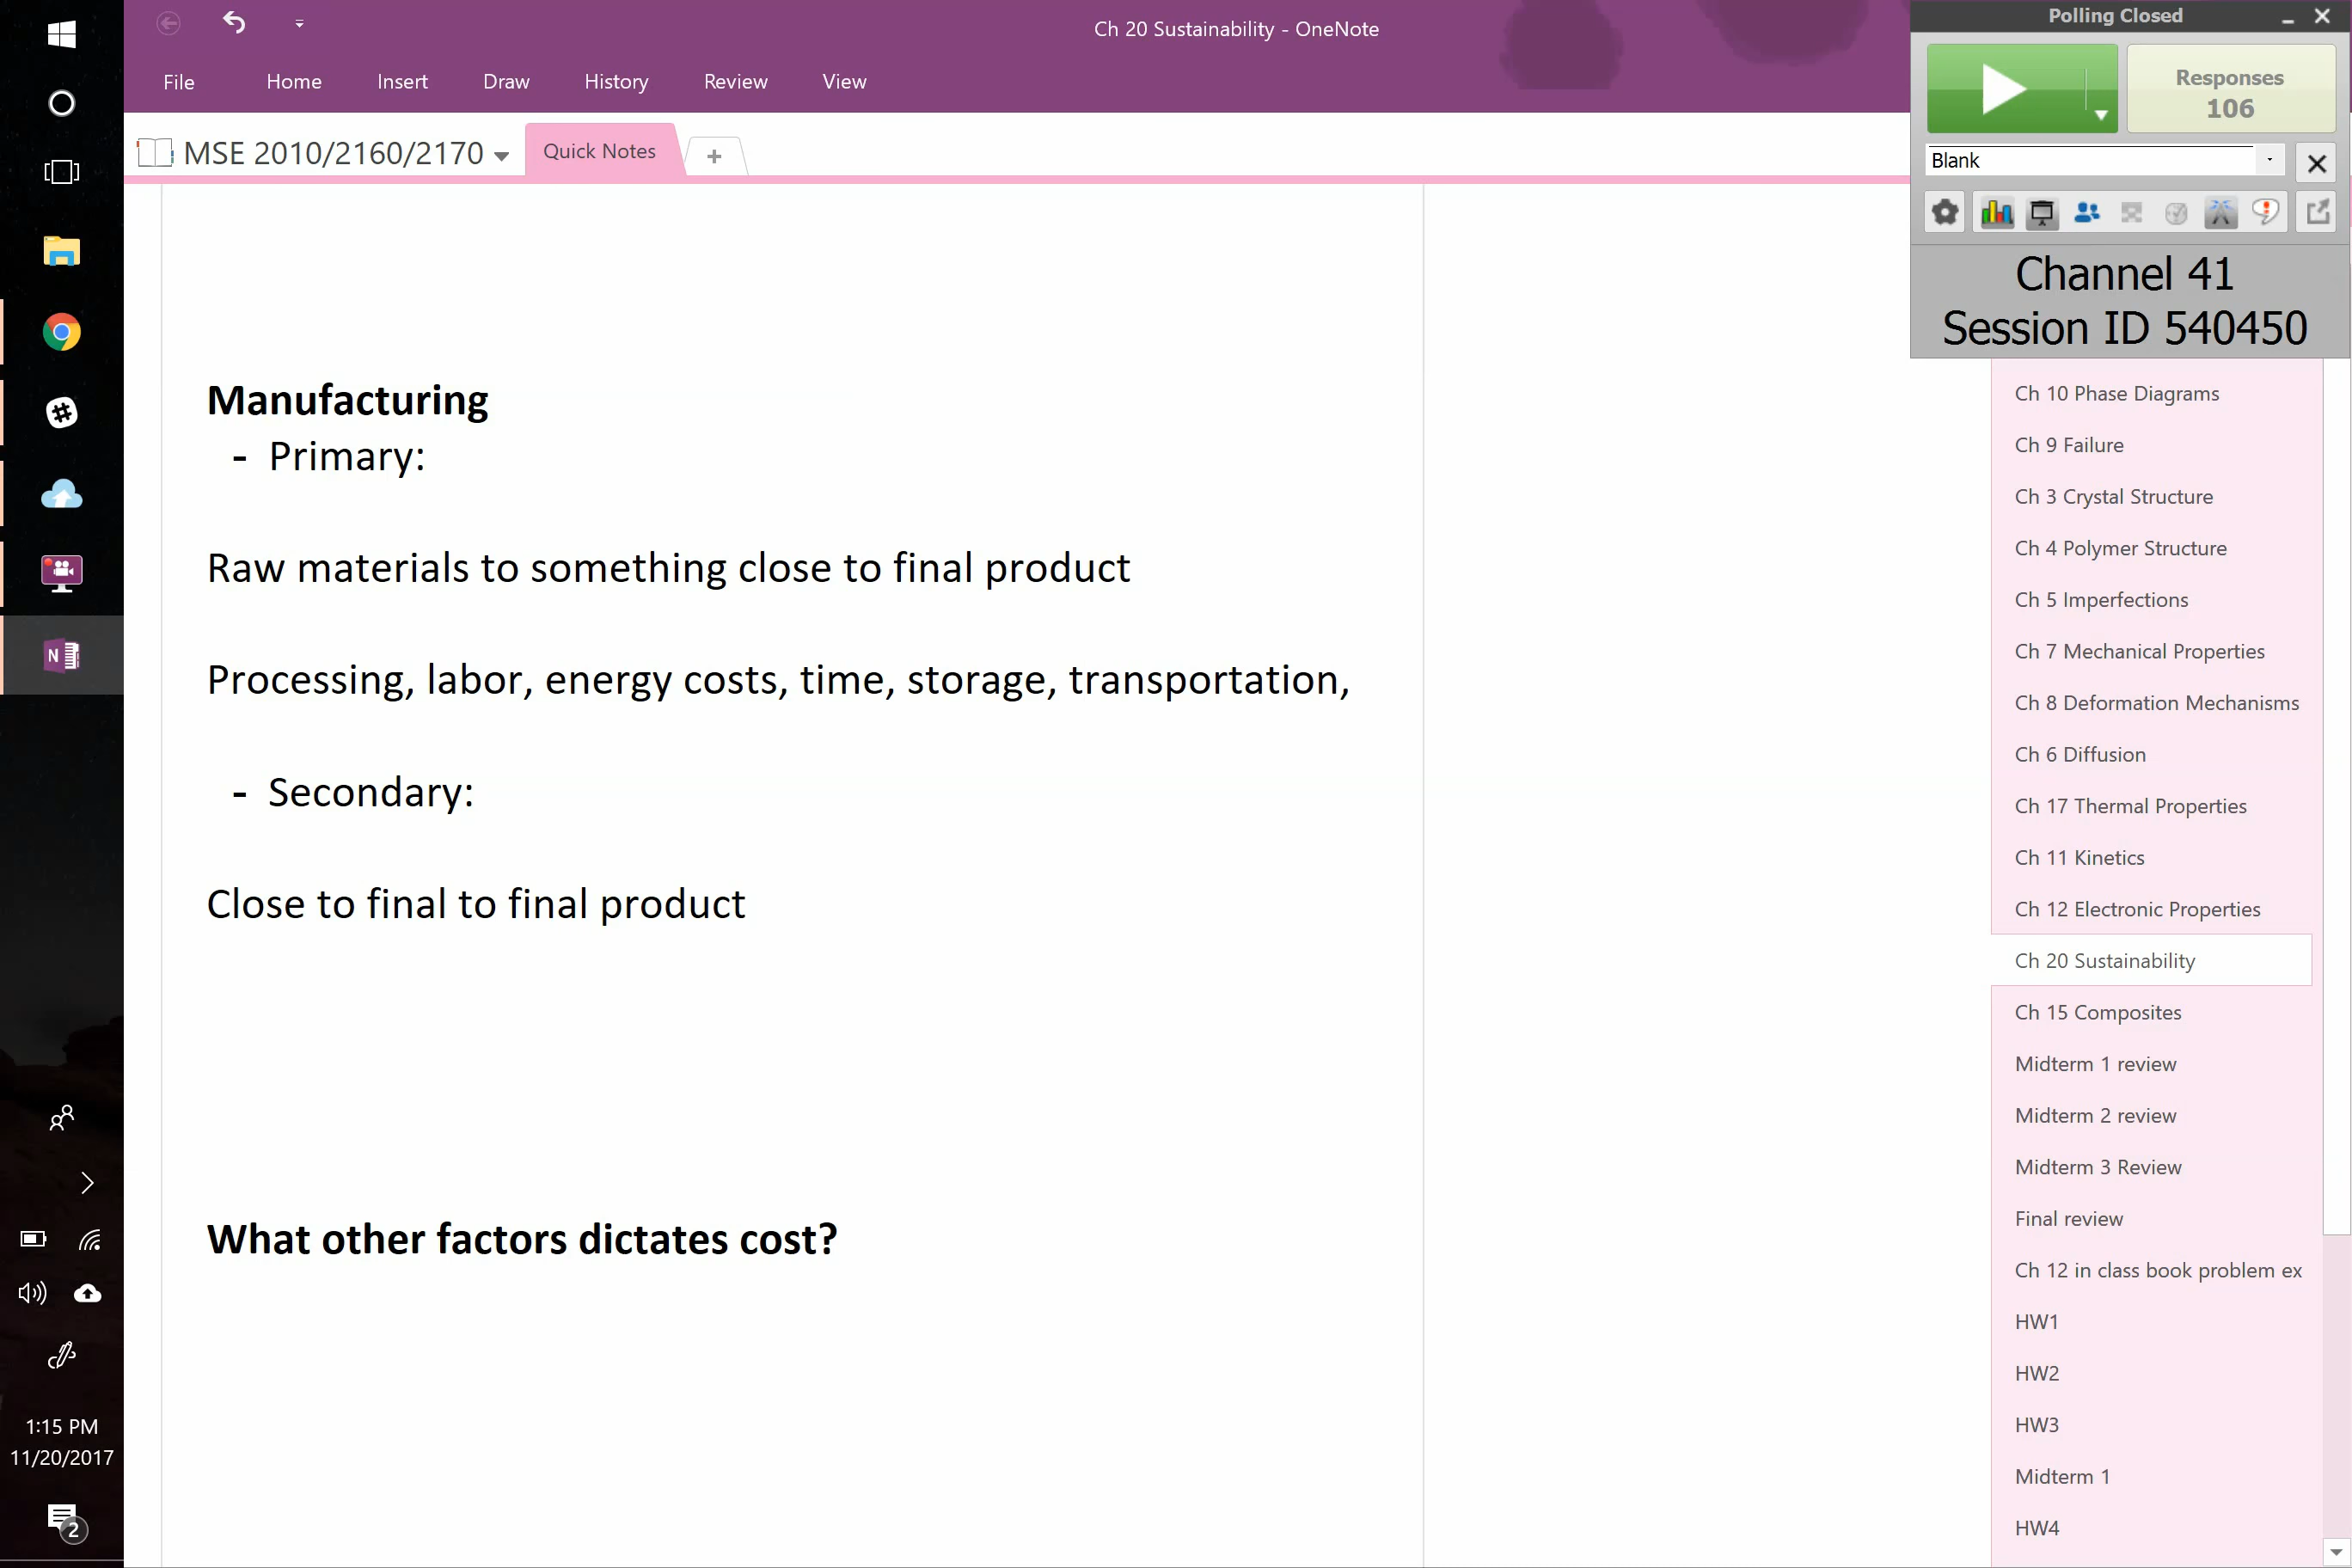 Ch 20 Sustainability - OneNote
File Home Insert Draw History Review View
MSE 2010/2160/2170
Quick Notes
+
Polling Closed
Responses
106
Blank
Channel 41
Session ID 540450
Manufacturing
- Primary:
Raw materials to something close to final product
Processing, labor, energy costs, time, storage, transportation,
- Secondary:
Close to final to final product
What other factors dictates cost?
Ch 10 Phase Diagrams
Ch 9 Failure
Ch 3 Crystal Structure
Ch 4 Polymer Structure
Ch 5 Imperfections
Ch 7 Mechanical Properties
Ch 8 Deformation Mechanisms
Ch 6 Diffusion
Ch 17 Thermal Properties
Ch 11 Kinetics
Ch 12 Electronic Properties
Ch 20 Sustainability
Ch 15 Composites
Midterm 1 review
Midterm 2 review
Midterm 3 Review
Final review
Ch 12 in class book problem ex
HW1
HW2
HW3
Midterm 1
HW4
N
1:15 PM
11/20/2017
2